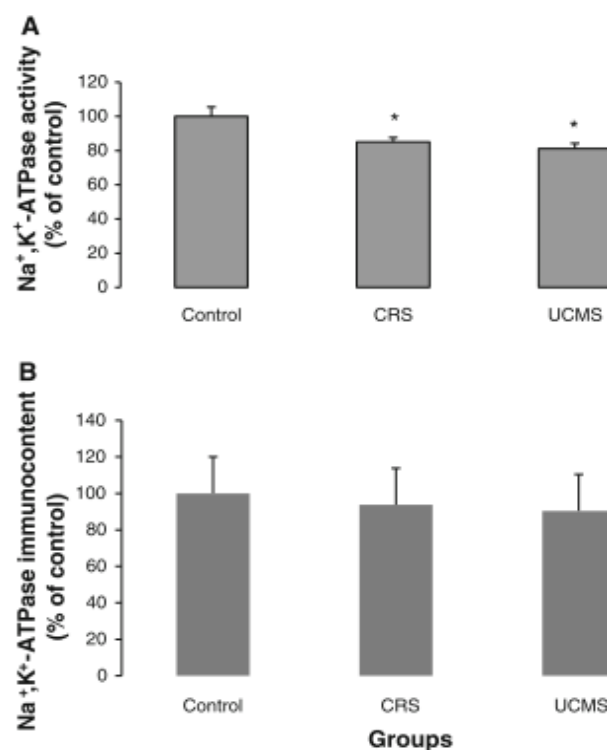 A
Na⁺,K⁺-ATPase activity
(% of control)
120
100
80
60
40
20
0
*
*
Control CRS UCMS
B
Na⁺,K⁺-ATPase immunocontent
(% of control)
140
120
100
80
60
40
20
0
Control CRS UCMS
Groups